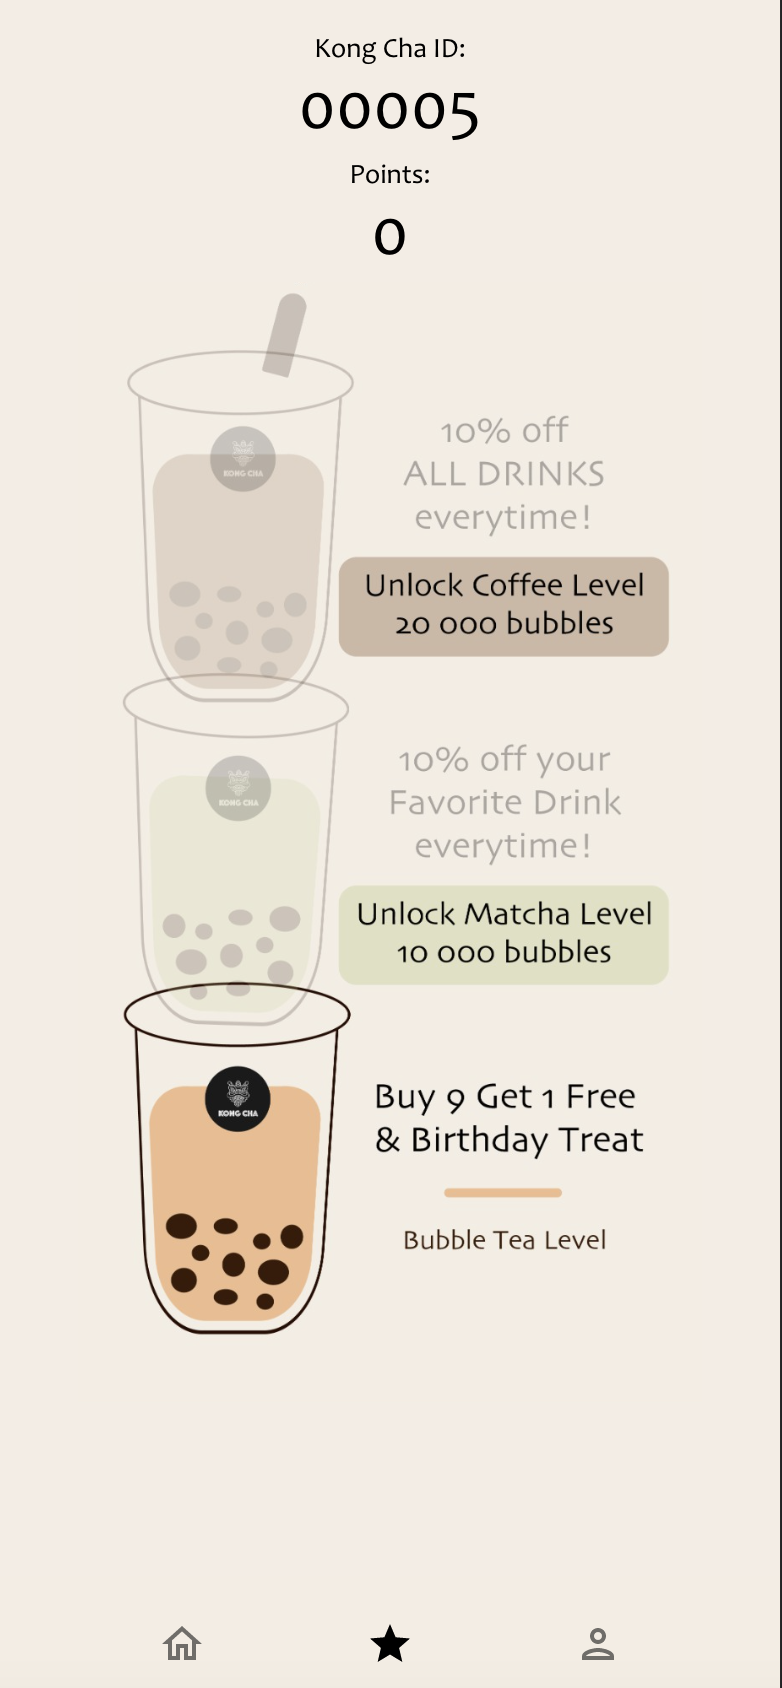 Kong Cha ID:
00005
Points:
0
KONG CHA
10% off
ALL DRINKS
everytime!
Unlock Coffee Level
20 000 bubbles
KONG CHA
10% off your
Favorite Drink
everytime!
Unlock Matcha Level
10 000 bubbles
KONG CHA
Buy 9 Get 1 Free
& Birthday Treat
Bubble Tea Level